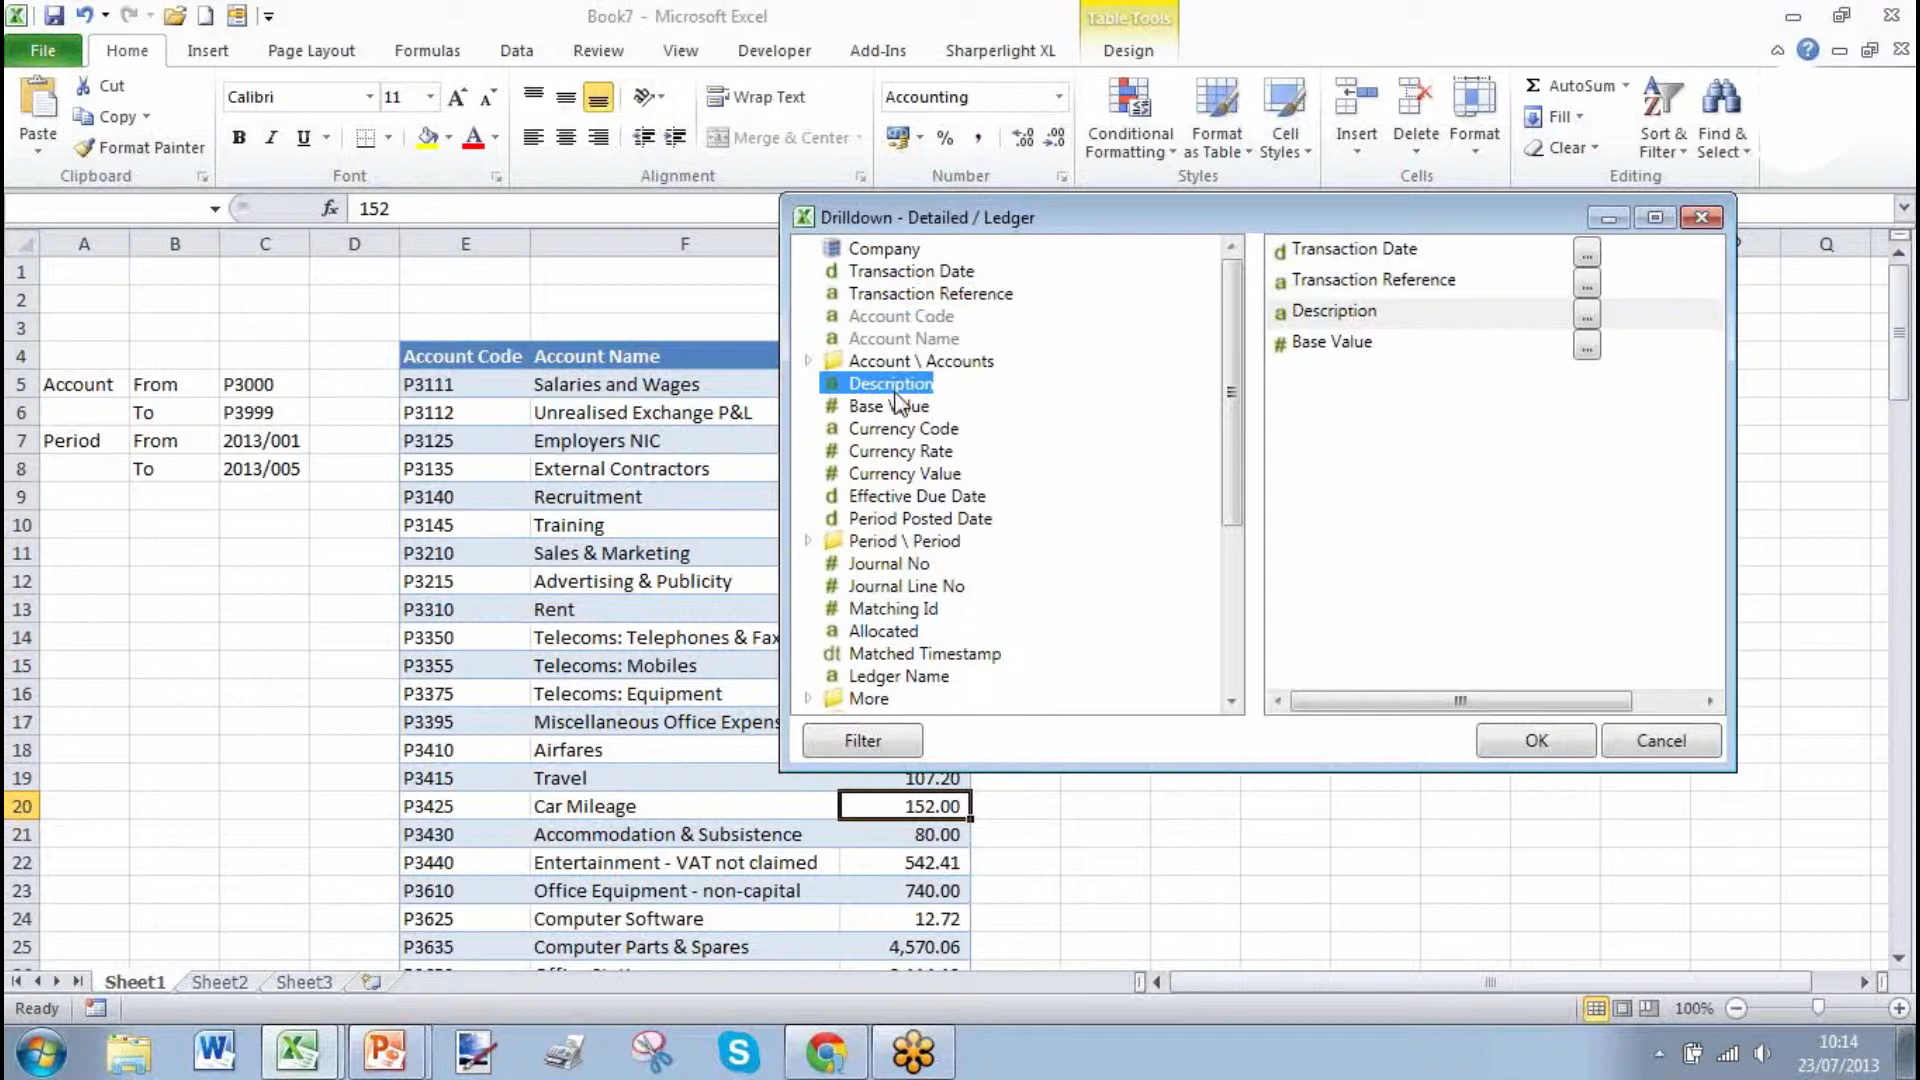 Book7 - Microsoft Excel
Table Tools
File Home Insert Page Layout Formulas Data Review View Developer Add-Ins Sharperlight XL Design
Paste
Cut
Copy
Format Painter
Clipboard
Calibri 11
B I U
Font
Wrap Text
Merge & Center
Alignment
Accounting
Number
Conditional Formatting
Format as Table
Cell Styles
Styles
Insert Delete Format
Cells
AutoSum
Fill
Clear
Sort & Filter
Find & Select
Editing
fx 152
A B C D E F Q
1
2
3
4 Account Code Account Name
5 Account From P3000 P3111 Salaries and Wages
6 To P3999 P3112 Unrealised Exchange P&L
7 Period From 2013/001 P3125 Employers NIC
8 To 2013/005 P3135 External Contractors
9 P3140 Recruitment
10 P3145 Training
11 P3210 Sales & Marketing
12 P3215 Advertising & Publicity
13 P3310 Rent
14 P3350 Telecoms: Telephones & Fax
15 P3355 Telecoms: Mobiles
16 P3375 Telecoms: Equipment
17 P3395 Miscellaneous Office Expens
18 P3410 Airfares
19 P3415 Travel 107.20
20 P3425 Car Mileage 152.00
21 P3430 Accommodation & Subsistence 80.00
22 P3440 Entertainment - VAT not claimed 542.41
23 P3610 Office Equipment - non-capital 740.00
24 P3625 Computer Software 12.72
25 P3635 Computer Parts & Spares 4,570.06
Drilldown - Detailed / Ledger
Company
d Transaction Date
a Transaction Reference
a Account Code
a Account Name
Account \ Accounts
a Description
# Base Value
a Currency Code
# Currency Rate
# Currency Value
d Effective Due Date
d Period Posted Date
Period \ Period
# Journal No
# Journal Line No
# Matching Id
a Allocated
dt Matched Timestamp
a Ledger Name
More
d Transaction Date ...
a Transaction Reference ...
a Description ...
# Base Value ...
Filter OK Cancel
Sheet1 Sheet2 Sheet3
Ready 100%
10:14
23/07/2013